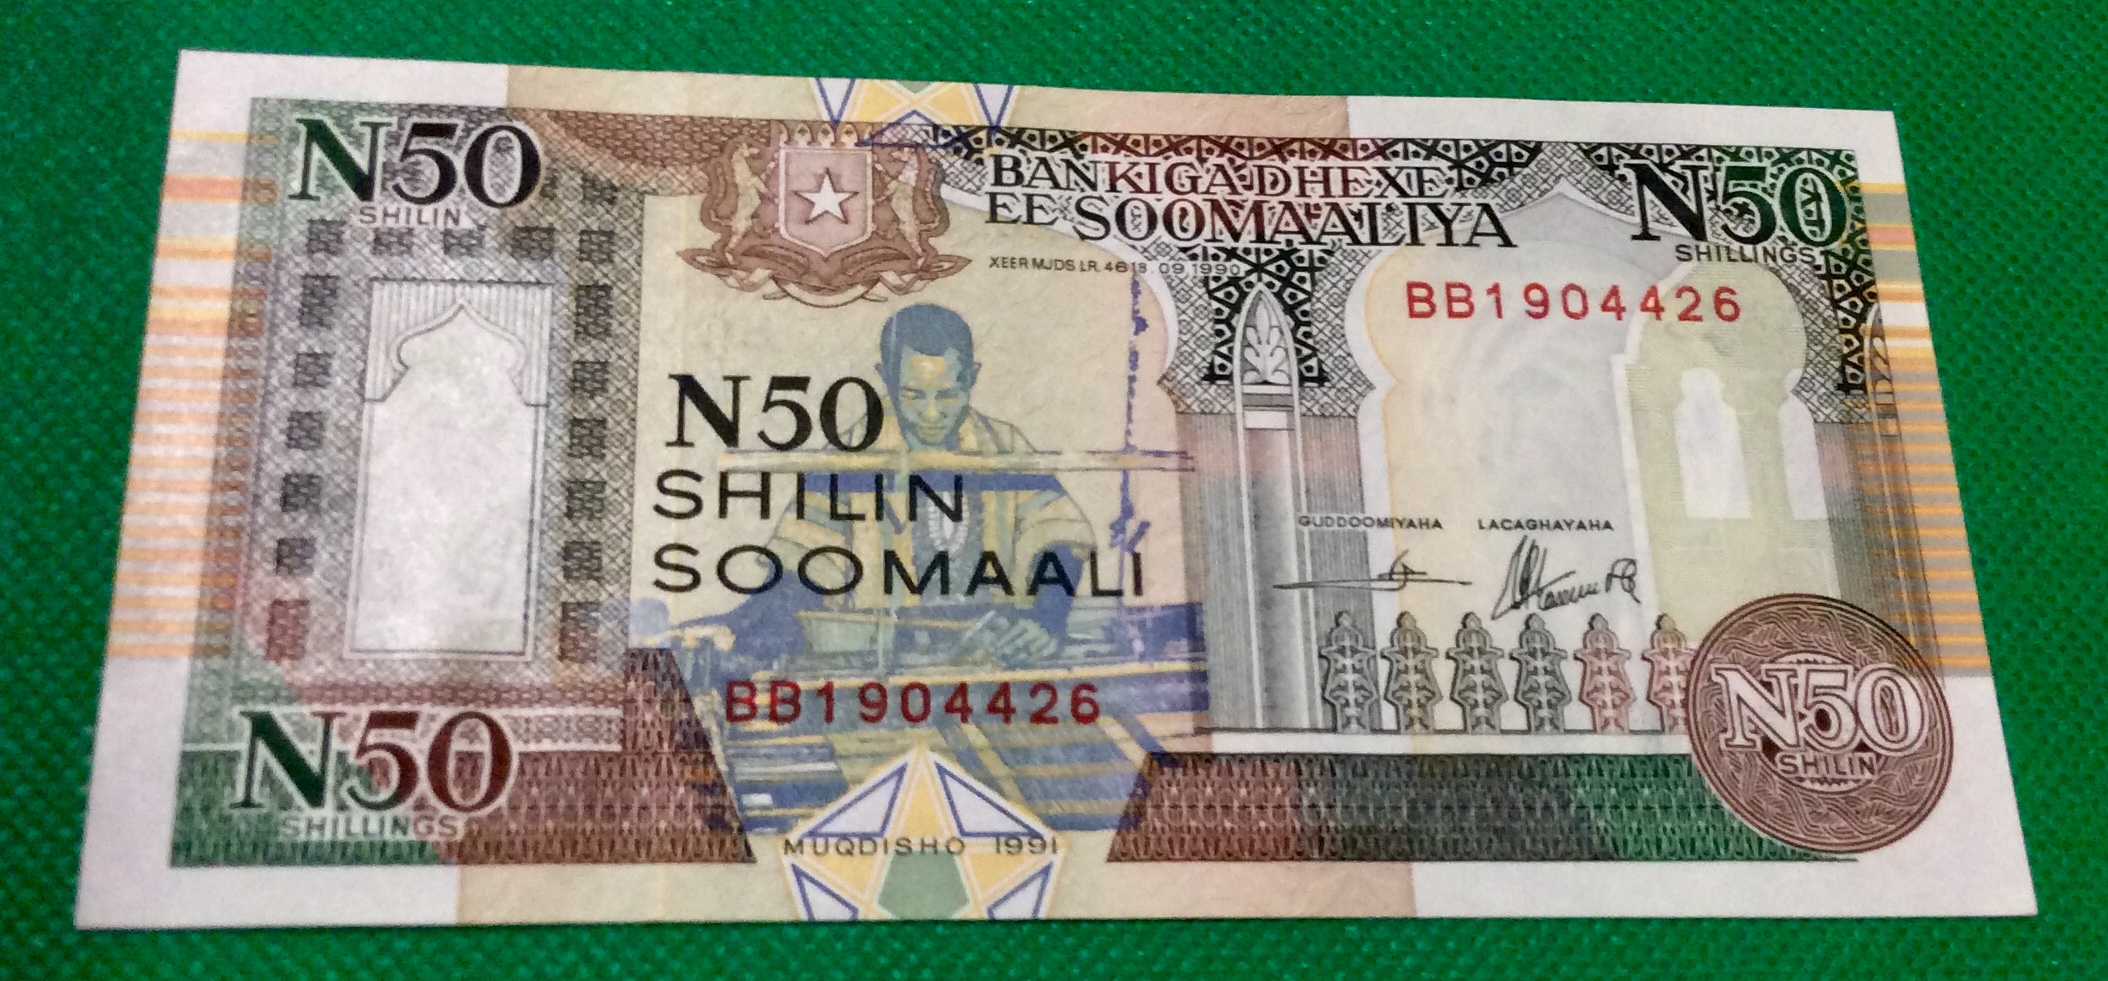 N50
SHILIN
BANKIGA DHEXE
EE SOOMAALIYA
XEER MJDS LR. 46 18.09.1990
N50
SHILLINGS
BB1904426
N50
SHILIN
SOOMAALI
GUDDOOMIYAHA LACAGHAYAHA
BB1904426
N50
SHILLINGS
MUQDISHO 1991
N50
SHILIN